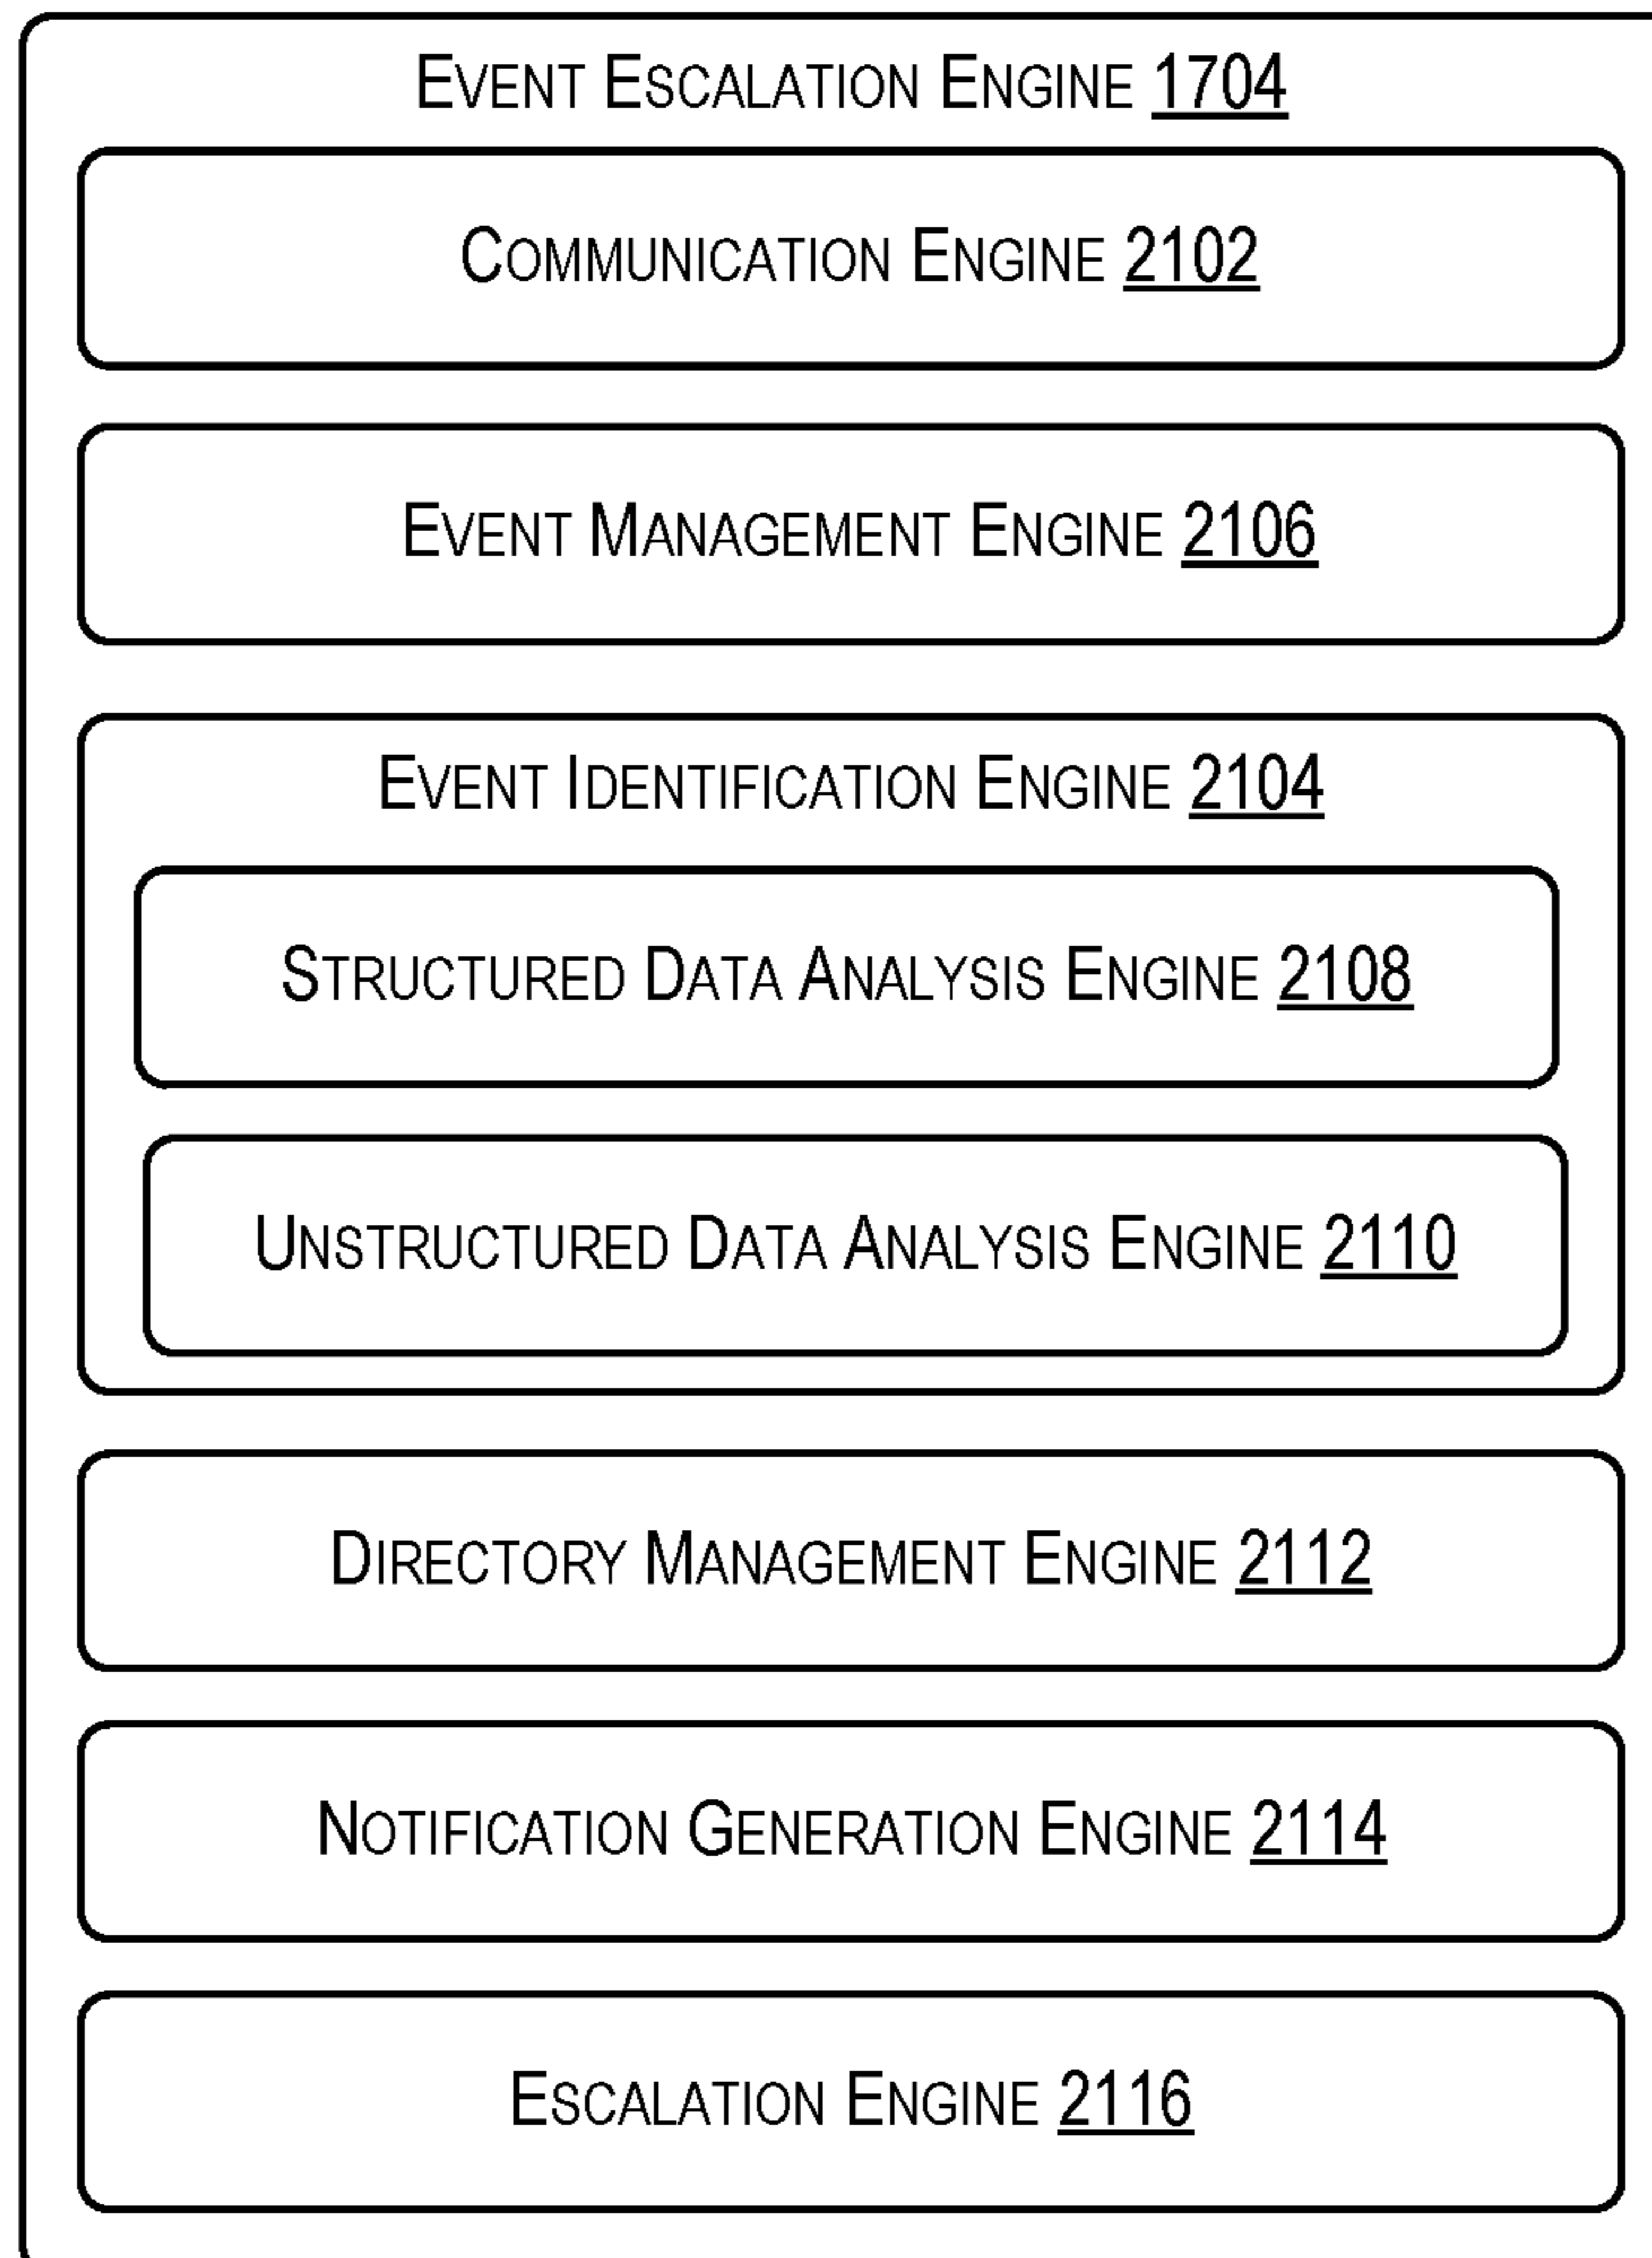 EVENT ESCALATION ENGINE 1704
COMMUNICATION ENGINE 2102
EVENT MANAGEMENT ENGINE 2106
EVENT IDENTIFICATION ENGINE 2104
STRUCTURED DATA ANALYSIS ENGINE 2108
UNSTRUCTURED DATA ANALYSIS ENGINE 2110
DIRECTORY MANAGEMENT ENGINE 2112
NOTIFICATION GENERATION ENGINE 2114
ESCALATION ENGINE 2116